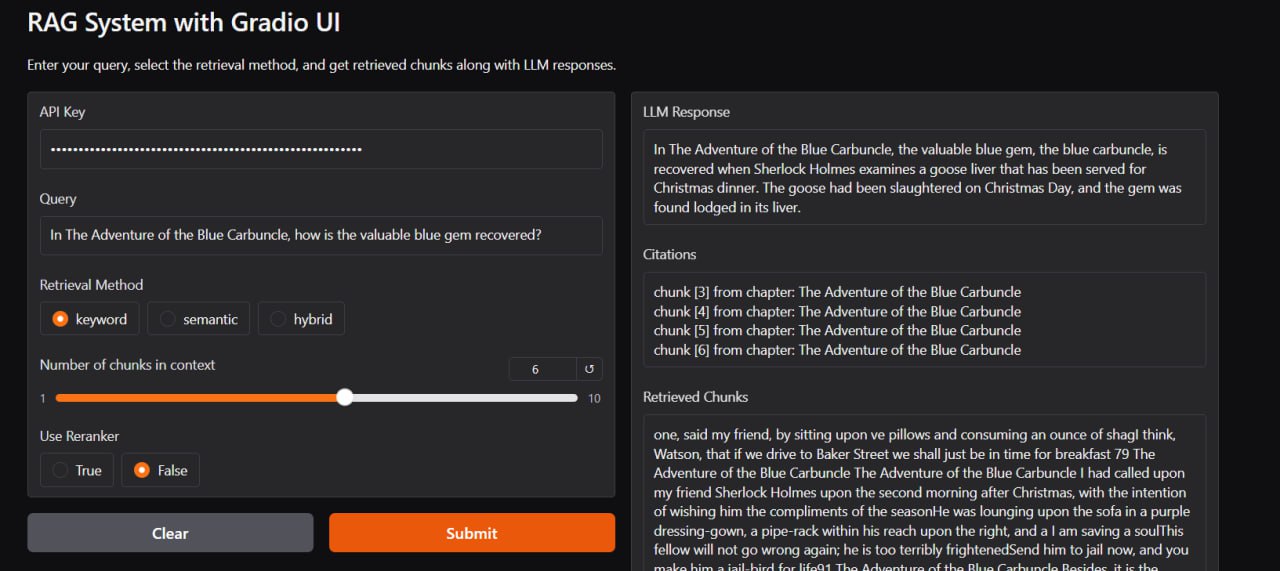 RAG System with Gradio UI
Enter your query, select the retrieval method, and get retrieved chunks along with LLM responses.
API Key
••••••••••••••••••••••••••••••••••••••••••••••••••••••••
Query
In The Adventure of the Blue Carbuncle, how is the valuable blue gem recovered?
Retrieval Method
keyword semantic hybrid
Number of chunks in context
6 ↺
1 10
Use Reranker
True False
Clear Submit
LLM Response
In The Adventure of the Blue Carbuncle, the valuable blue gem, the blue carbuncle, is
recovered when Sherlock Holmes examines a goose liver that has been served for
Christmas dinner. The goose had been slaughtered on Christmas Day, and the gem was
found lodged in its liver.
Citations
chunk [3] from chapter: The Adventure of the Blue Carbuncle
chunk [4] from chapter: The Adventure of the Blue Carbuncle
chunk [5] from chapter: The Adventure of the Blue Carbuncle
chunk [6] from chapter: The Adventure of the Blue Carbuncle
Retrieved Chunks
one, said my friend, by sitting upon ve pillows and consuming an ounce of shagI think,
Watson, that if we drive to Baker Street we shall just be in time for breakfast 79 The
Adventure of the Blue Carbuncle The Adventure of the Blue Carbuncle I had called upon
my friend Sherlock Holmes upon the second morning after Christmas, with the intention
of wishing him the compliments of the seasonHe was lounging upon the sofa in a purple
dressing-gown, a pipe-rack within his reach upon the right, and a I am saving a soulThis
fellow will not go wrong again; he is too terribly frightenedSend him to jail now, and you
make him a jail-bird for life91 The Adventure of the Blue Carbuncle Besides, it is the